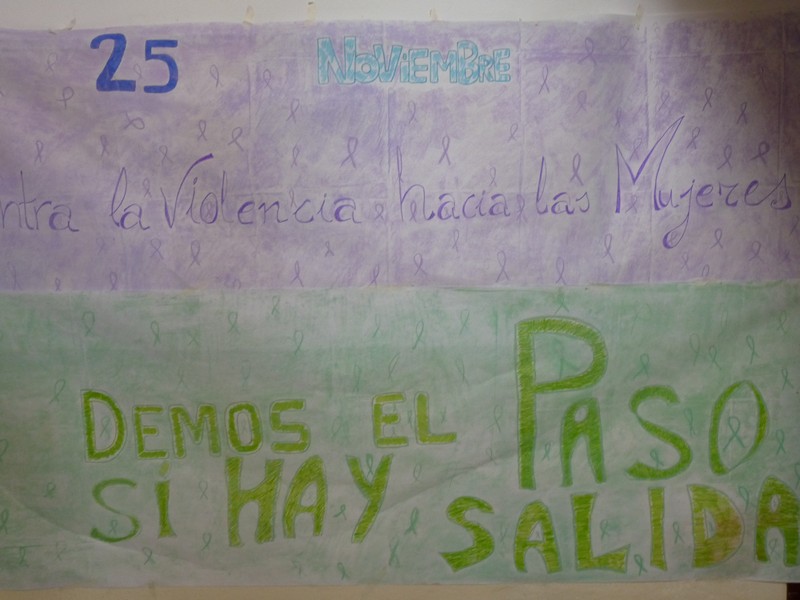 25 NOVIEMBRE
ntra la Violencia hacia las Mujeres
DEMOS EL PASO
SÍ HAY SALIDA